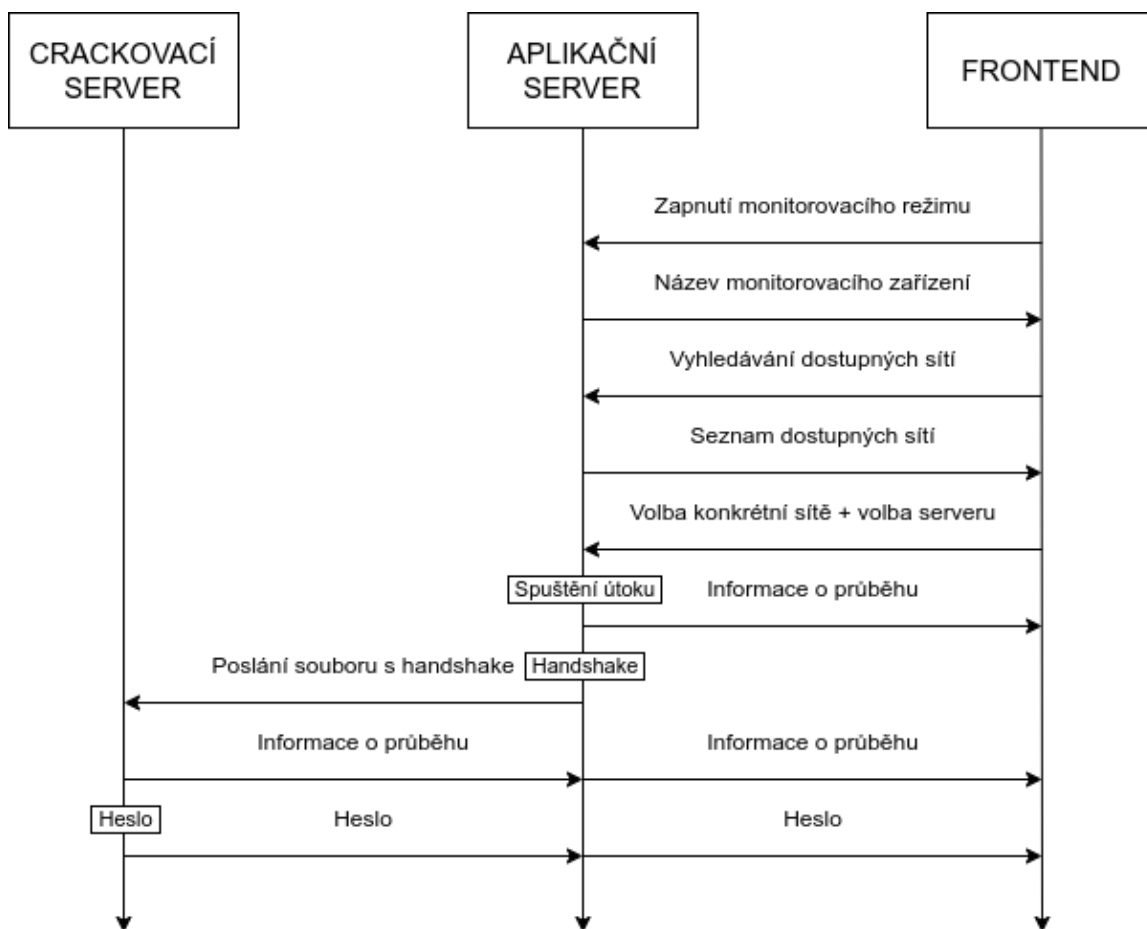 CRACKOVACÍ
SERVER
APLIKAČNÍ
SERVER
FRONTEND
Zapnutí monitorovacího režimu
Název monitorovacího zařízení
Vyhledávání dostupných sítí
Seznam dostupných sítí
Volba konkrétní sítě + volba serveru
Spuštění útoku
Informace o průběhu
Poslání souboru s handshake
Handshake
Informace o průběhu
Informace o průběhu
Heslo
Heslo
Heslo